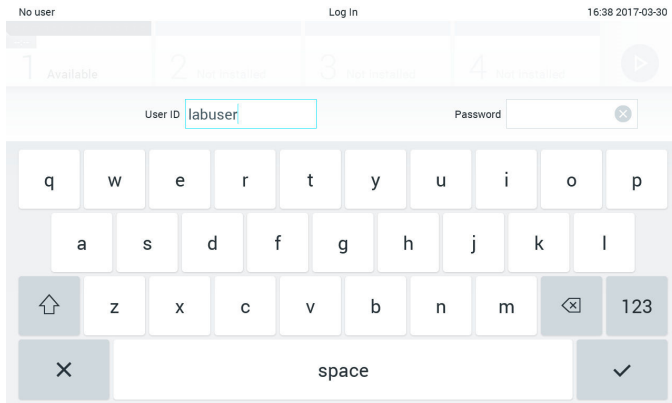 No user Log In 16:38 2017-03-30
1 Available 2 Not installed 3 Not installed 4 Not installed
User ID labuser Password
q w e r t y u i o p
a s d f g h j k l
z x c v b n m 123
space